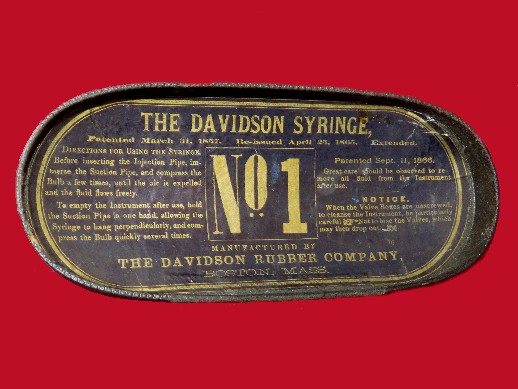 THE DAVIDSON SYRINGE,
Patented March 31, 1857. Re-issued April 25, 1865. Extended.
DIRECTIONS FOR USING THE SYRINGE
Before inserting the Injection Pipe, im-
merse the Suction Pipe, and compress the
Bulb a few times, until the air is expelled
and the fluid flows freely.
To empty the Instrument after use, hold
the Suction Pipe in one hand, allowing the
Syringe to hang perpendicularly, and com-
press the Bulb quickly several times.
No 1
Patented Sept. 11, 1866.
Great care should be observed to re-
move all fluid from the Instrument
after use.
NOTICE.
When the Valve Boxes are unscrewed,
to cleanse the Instrument, be particularly
careful Not to lose the Valves, which
may then drop out.
MANUFACTURED BY
THE DAVIDSON RUBBER COMPANY,
BOSTON, MASS.